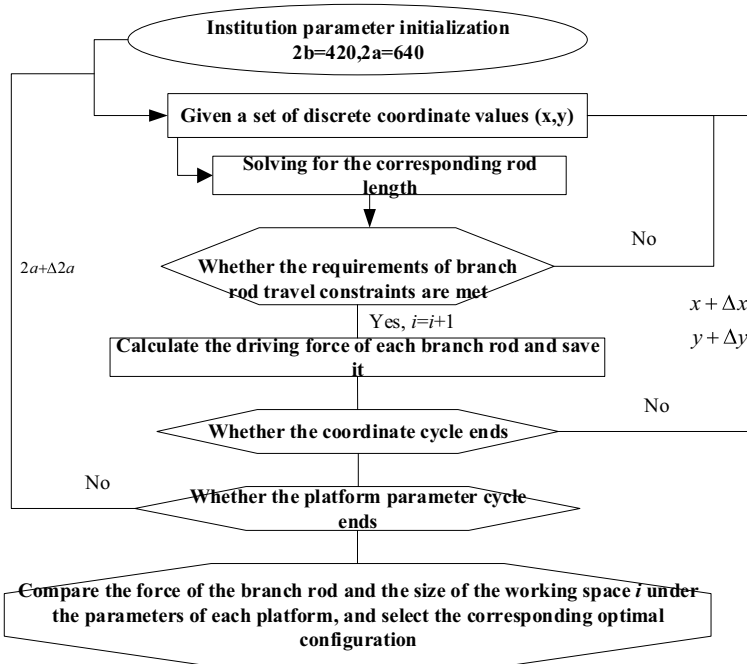 Institution parameter initialization
2b=420,2a=640
Given a set of discrete coordinate values (x,y)
Solving for the corresponding rod
length
No
2a+Δ2a
Whether the requirements of branch
rod travel constraints are met
x + Δx
y + Δy
Yes, i=i+1
Calculate the driving force of each branch rod and save
it
No
Whether the coordinate cycle ends
No
Whether the platform parameter cycle
ends
Compare the force of the branch rod and the size of the working space i under
the parameters of each platform, and select the corresponding optimal
configuration